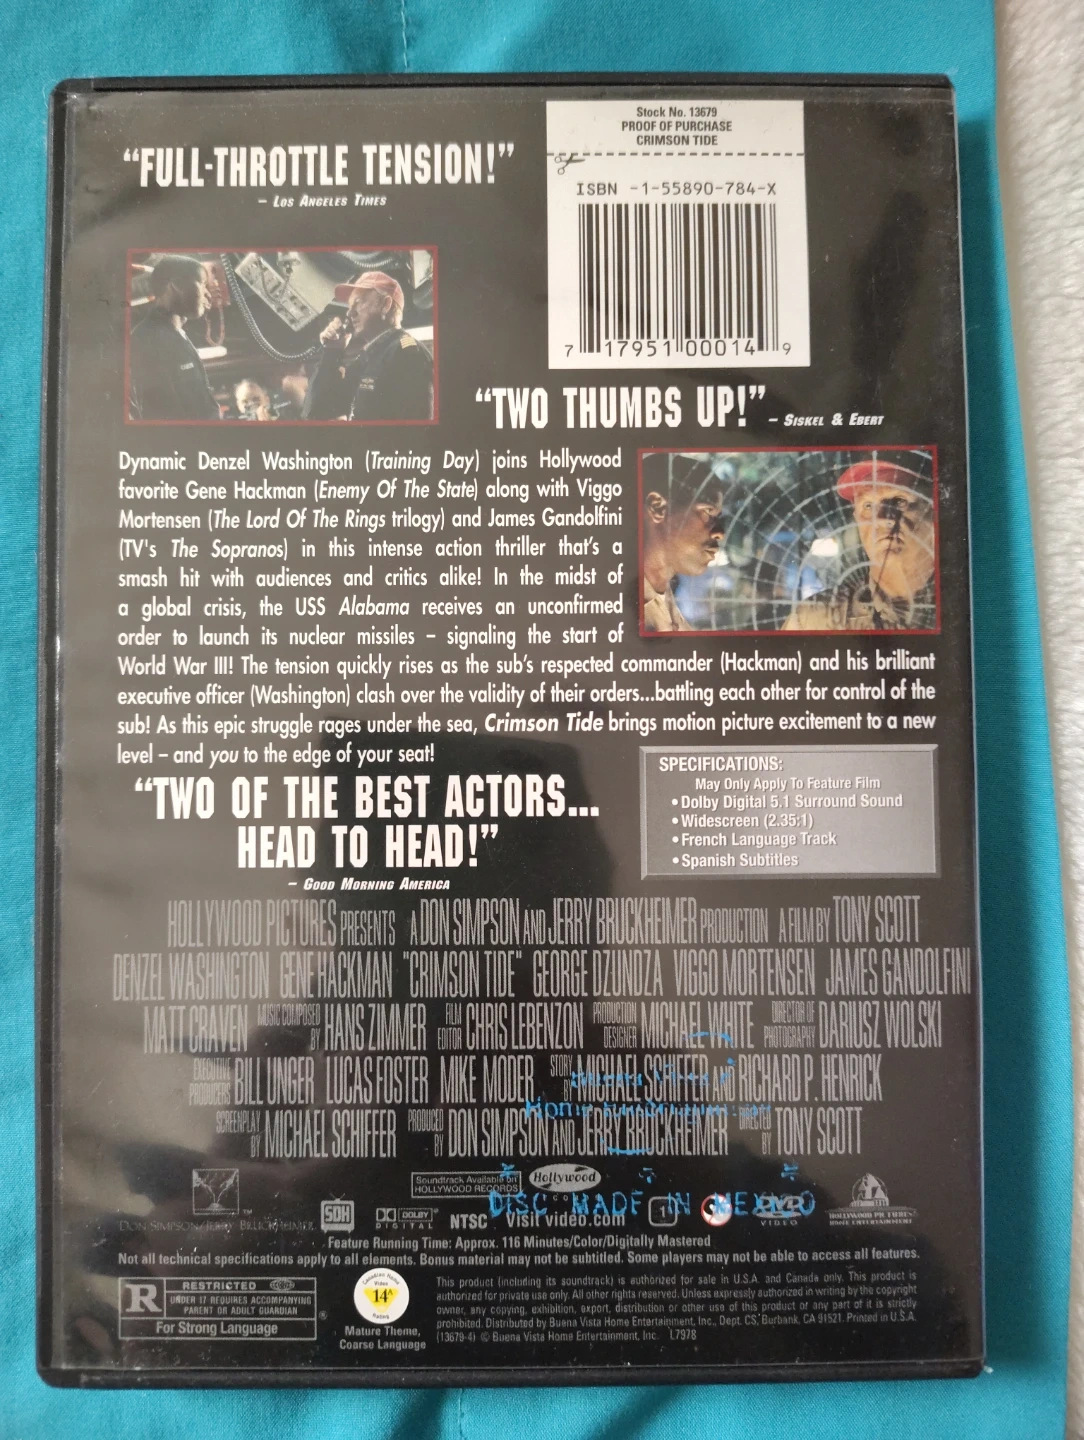 Stock No. 13679
PROOF OF PURCHASE
CRIMSON TIDE
"FULL-THROTTLE TENSION!"
– LOS ANGELES TIMES
ISBN -1-55890-784-X
7 17951 00014 9
"TWO THUMBS UP!" – SISKEL & EBERT
Dynamic Denzel Washington (Training Day) joins Hollywood
favorite Gene Hackman (Enemy Of The State) along with Viggo
Mortensen (The Lord Of The Rings trilogy) and James Gandolfini
(TV's The Sopranos) in this intense action thriller that's a
smash hit with audiences and critics alike! In the midst of
a global crisis, the USS Alabama receives an unconfirmed
order to launch its nuclear missiles – signaling the start of
World War III! The tension quickly rises as the sub's respected commander (Hackman) and his brilliant
executive officer (Washington) clash over the validity of their orders...battling each other for control of the
sub! As this epic struggle rages under the sea, Crimson Tide brings motion picture excitement to a new
level – and you to the edge of your seat!
"TWO OF THE BEST ACTORS...
HEAD TO HEAD!"
– GOOD MORNING AMERICA
SPECIFICATIONS:
May Only Apply To Feature Film
• Dolby Digital 5.1 Surround Sound
• Widescreen (2.35:1)
• French Language Track
• Spanish Subtitles
HOLLYWOOD PICTURES PRESENTS A DON SIMPSON AND JERRY BRUCKHEIMER PRODUCTION A FILM BY TONY SCOTT
DENZEL WASHINGTON GENE HACKMAN "CRIMSON TIDE" GEORGE DZUNDZA VIGGO MORTENSEN JAMES GANDOLFINI
MATT CRAVEN MUSIC COMPOSED BY HANS ZIMMER FILM EDITOR CHRIS LEBENZON PRODUCTION DESIGNER MICHAEL WHITE DIRECTOR OF PHOTOGRAPHY DARIUSZ WOLSKI
EXECUTIVE PRODUCERS BILL UNGER LUCAS FOSTER MIKE MODER STORY BY MICHAEL SCHIFFER AND RICHARD P. HENRICK
SCREENPLAY BY MICHAEL SCHIFFER PRODUCED BY DON SIMPSON AND JERRY BRUCKHEIMER DIRECTED BY TONY SCOTT
DON SIMPSON/JERRY BRUCKHEIMER
Soundtrack Available on
HOLLYWOOD RECORDS
Hollywood
SDH
DOLBY
DIGITAL
NTSC
Visit video.com
1
DVD
VIDEO
HOLLYWOOD PICTURES
HOME ENTERTAINMENT
DISC MADE IN MEXICO
Feature Running Time: Approx. 116 Minutes/Color/Digitally Mastered
Not all technical specifications apply to all elements. Bonus material may not be subtitled. Some players may not be able to access all features.
R RESTRICTED
UNDER 17 REQUIRES ACCOMPANYING
PARENT OR ADULT GUARDIAN
For Strong Language
®
Canadian Home
Video
14A
Mature Theme,
Coarse Language
This product (including its soundtrack) is authorized for sale in U.S.A. and Canada only. This product is
authorized for private use only. All other rights reserved. Unless expressly authorized in writing by the copyright
owner, any copying, exhibition, export, distribution or other use of this product or any part of it is strictly
prohibited. Distributed by Buena Vista Home Entertainment, Inc., Dept. CS, Burbank, CA 91521. Printed in U.S.A.
(13679-4) © Buena Vista Home Entertainment, Inc. L7978